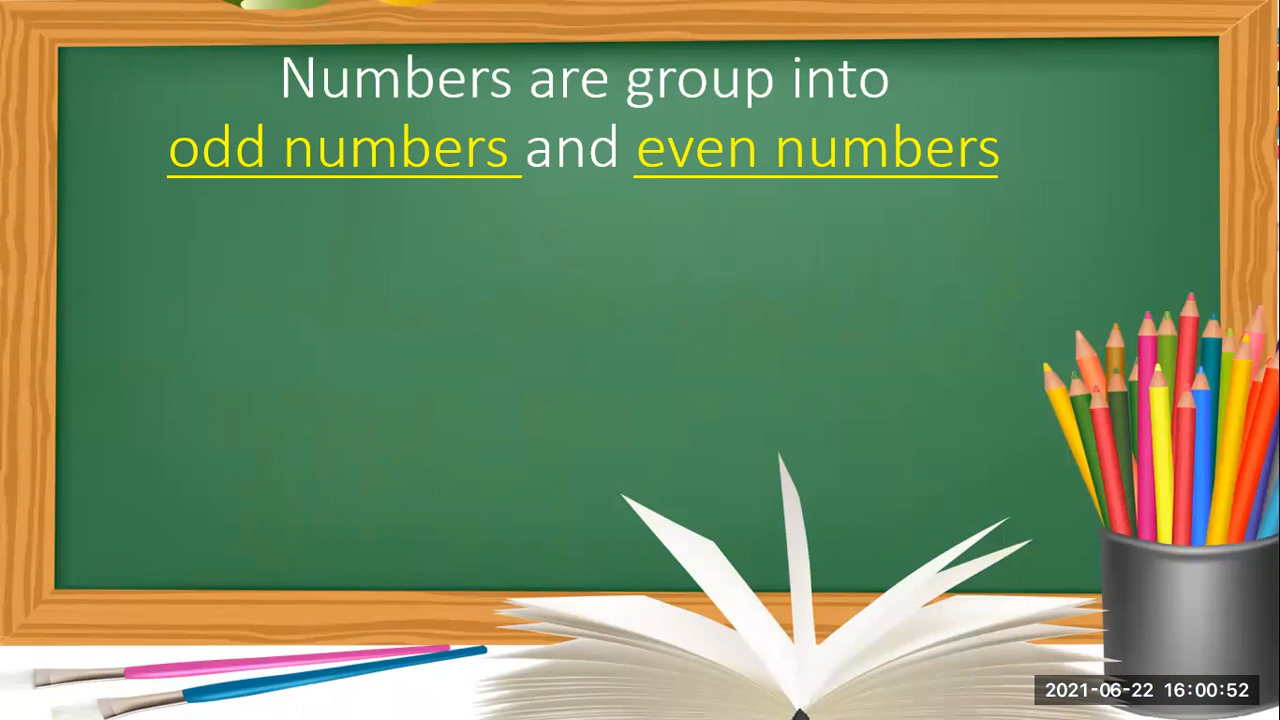 Numbers are group into
odd numbers and even numbers
2021-06-22 16:00:52